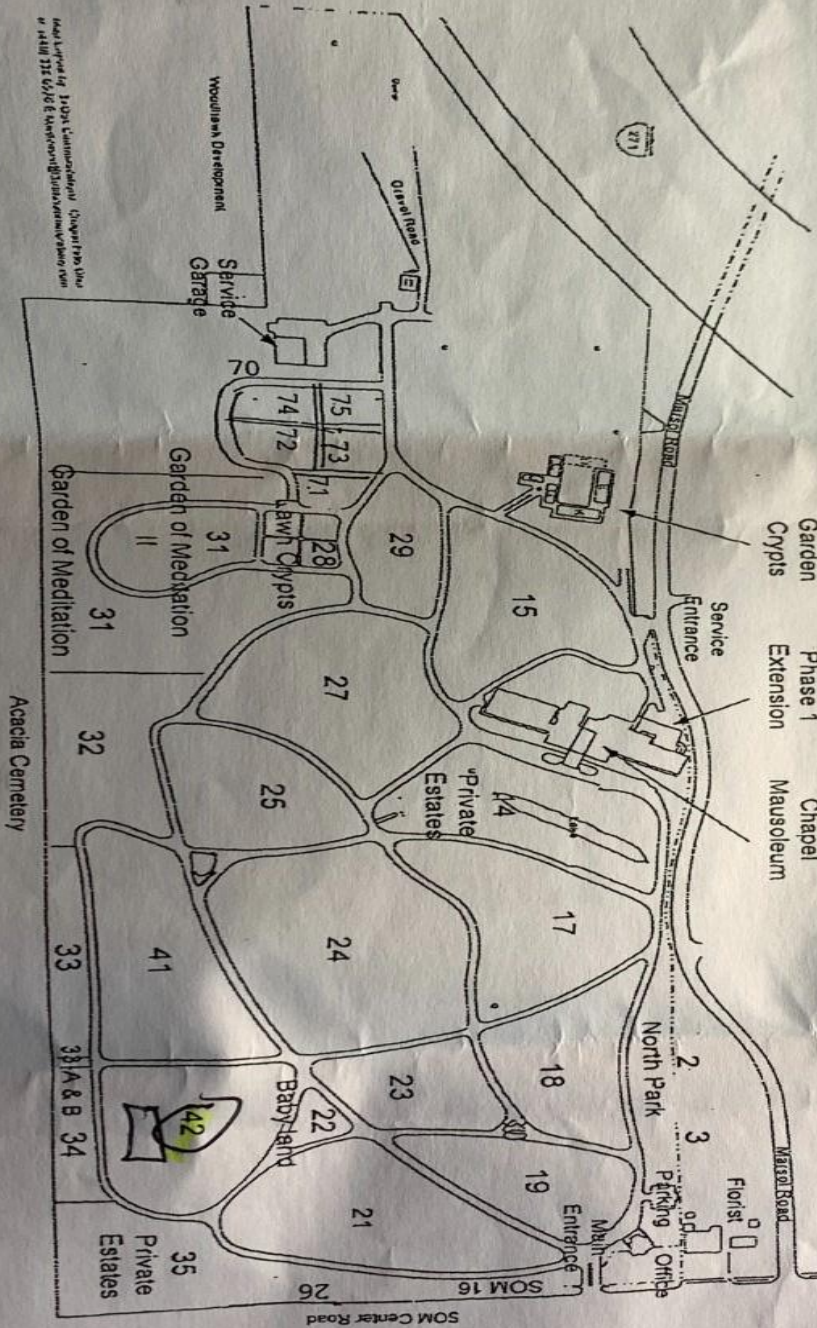 Garden
Crypts
Phase 1
Extension
Chapel
Mausoleum
Service
Entrance
Marsol Road
Marsol Road
271
Gravel Road
Woodhawk Development
Service
Garage
70
74
75
72
73
71
Lawn Crypts
28
29
15
Garden of Meditation
31
II
Garden of Meditation
31
27
32
25
14
Private
Estates
Lake
17
24
41
33
33
A & B
34
42
Babyland
22
23
18
19
21
2
North Park
3
Florist
Parking
Office
Main
Entrance
SOM 16
26
SOM Center Road
35
Private
Estates
Acacia Cemetery